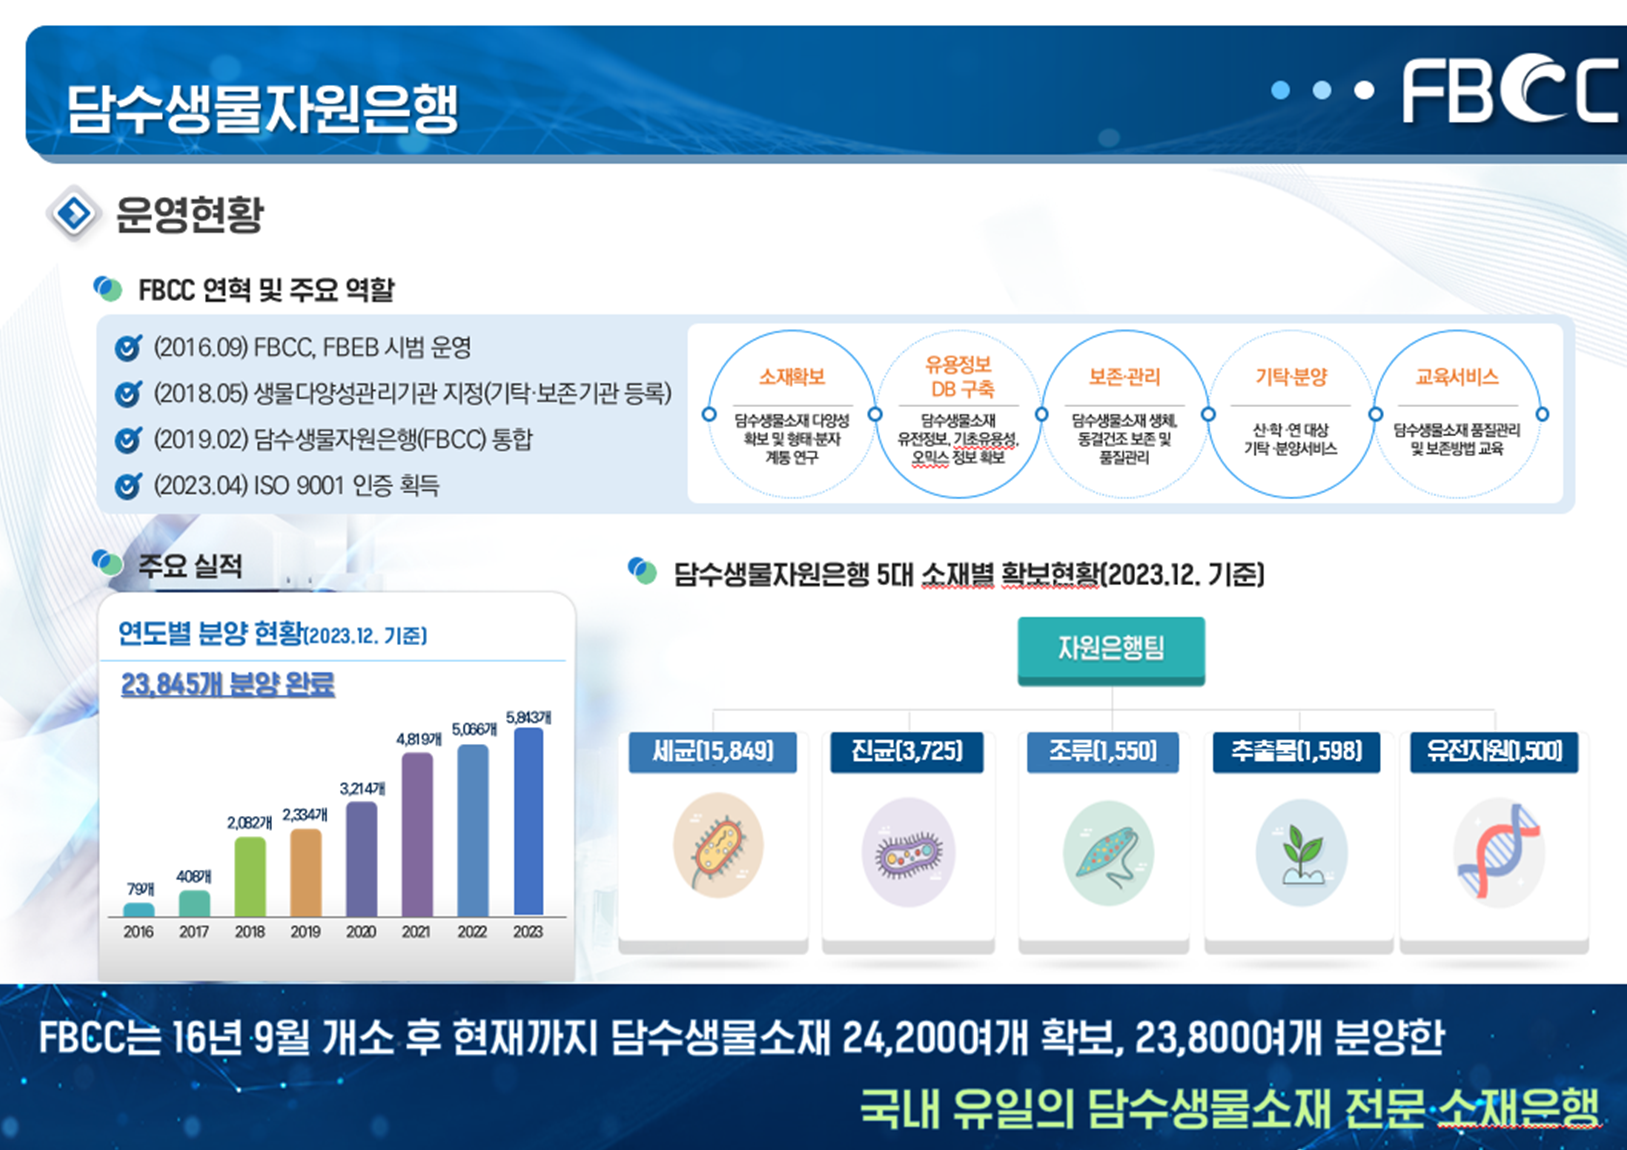 담수생물자원은행
FBCC
운영현황
FBCC 연혁 및 주요 역할
(2016.09) FBCC, FBEB 시범 운영
(2018.05) 생물다양성관리기관 지정(기탁·보존기관 등록)
(2019.02) 담수생물자원은행(FBCC) 통합
(2023.04) ISO 9001 인증 획득
소재확보
담수생물소재 다양성
확보 및 형태·분자
계통 연구
유용정보
DB 구축
담수생물소재
유전정보, 기초유용성,
오믹스 정보 확보
보존·관리
담수생물소재 생체,
동결건조 보존 및
품질관리
기탁·분양
산·학·연 대상
기탁·분양서비스
교육서비스
담수생물소재 품질관리
및 보존방법 교육
주요 실적
연도별 분양 현황(2023.12. 기준)
23,845개 분양 완료
79개
408개
2,082개
2,334개
3,214개
4,819개
5,066개
5,843개
2016 2017 2018 2019 2020 2021 2022 2023
담수생물자원은행 5대 소재별 확보현황(2023.12. 기준)
자원은행팀
세균(15,849)
진균(3,725)
조류(1,550)
추출물(1,598)
유전자원(1,500)
FBCC는 16년 9월 개소 후 현재까지 담수생물소재 24,200여개 확보, 23,800여개 분양한
국내 유일의 담수생물소재 전문 소재은행